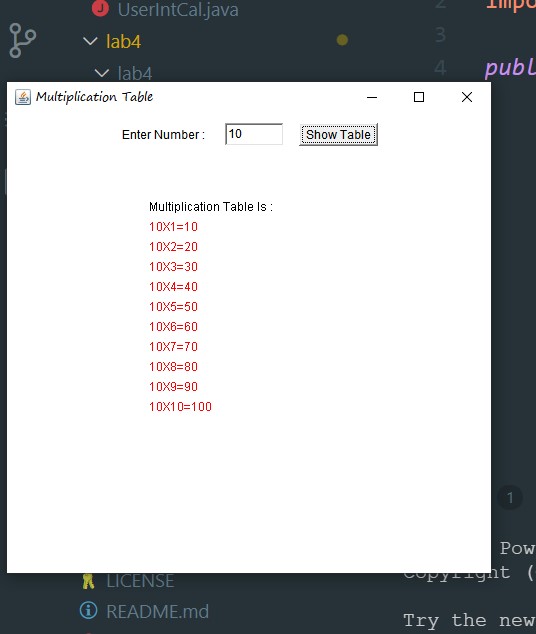 UserIntCal.java
lab4
lab4
2
3
4 publ
Multiplication Table
Enter Number : 10 Show Table
Multiplication Table Is :
10X1=10
10X2=20
10X3=30
10X4=40
10X5=50
10X6=60
10X7=70
10X8=80
10X9=90
10X10=100
1
Pow
LICENSE
Copyright (
README.md
Try the new